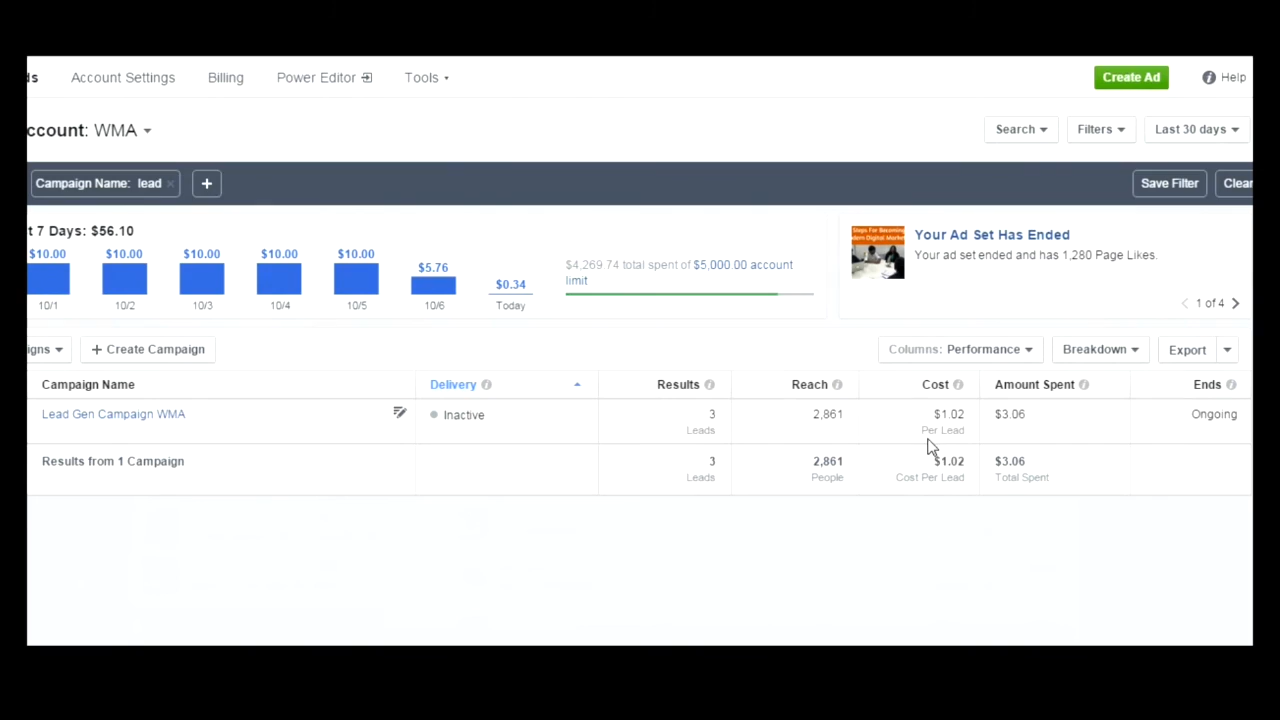 ds Account Settings Billing Power Editor Tools Create Ad Help
ccount: WMA Search Filters Last 30 days
Campaign Name: lead × + Save Filter Clear
t 7 Days: $56.10
$10.00 $10.00 $10.00 $10.00 $10.00 $5.76 $0.34
10/1 10/2 10/3 10/4 10/5 10/6 Today
$4,269.74 total spent of $5,000.00 account
limit
Your Ad Set Has Ended
Your ad set ended and has 1,280 Page Likes.
1 of 4
igns + Create Campaign Columns: Performance Breakdown Export
Campaign Name Delivery Results Reach Cost Amount Spent Ends
Lead Gen Campaign WMA Inactive 3 2,861 $1.02 $3.06 Ongoing
Leads Per Lead
Results from 1 Campaign 3 2,861 $1.02 $3.06
Leads People Cost Per Lead Total Spent